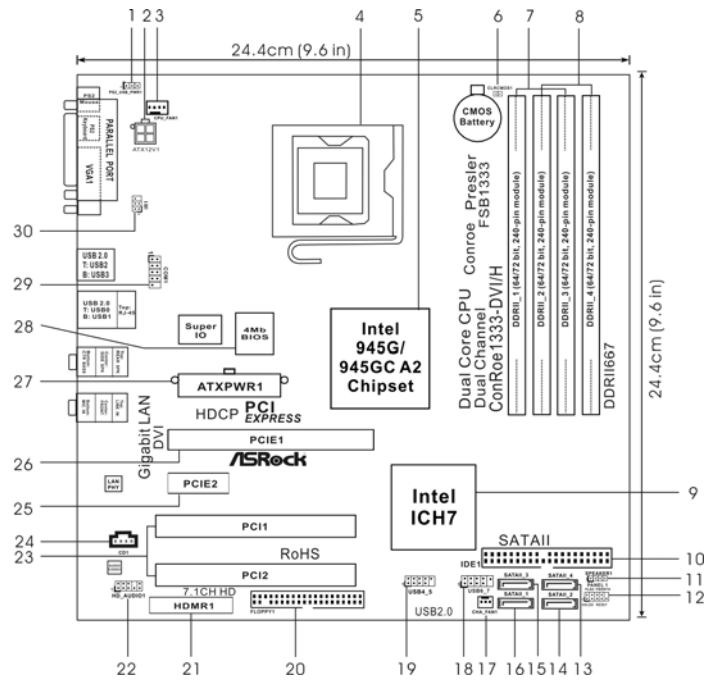 1 2 3 4 5 6 7 8
24.4cm (9.6 in)
PS2_USB_PWR1
CPU_FAN1
ATX12V1
PS2
Mouse
PS2
Keyboard
PARALLEL PORT
VGA1
CLRCMOS1
CMOS
Battery
Presler
FSB1333
Conroe
Dual Core CPU
Dual Channel
ConRoe1333-DVI/H
DDRII_1 (64/72 bit, 240-pin module)
DDRII_2 (64/72 bit, 240-pin module)
DDRII_3 (64/72 bit, 240-pin module)
DDRII_4 (64/72 bit, 240-pin module)
DDRII667
24.4cm (9.6 in)
30
IR1
USB 2.0
T: USB2
B: USB3
29
COM1
USB 2.0
T: USB0
B: USB1
Top:
RJ-45
28
Super
IO
4Mb
BIOS
Intel
945G/
945GC A2
Chipset
27
ATXPWR1
HDCP
PCI
EXPRESS
Gigabit LAN
DVI
26
PCIE1
ASRock
LAN
PHY
25
PCIE2
Intel
ICH7
9
24
CD1
23
PCI1
SATAII
RoHS
IDE1
10
PCI2
USB4_5
USB6_7
SATAII_3
SATAII_4
SPEAKER1
11
PANEL 1
12
HD_AUDIO1
7.1CH HD
HDMR1
FLOPPY1
USB2.0
CHA_FAN1
SATAII_1
SATAII_2
22 21 20 19 18 17 16 15 14 13